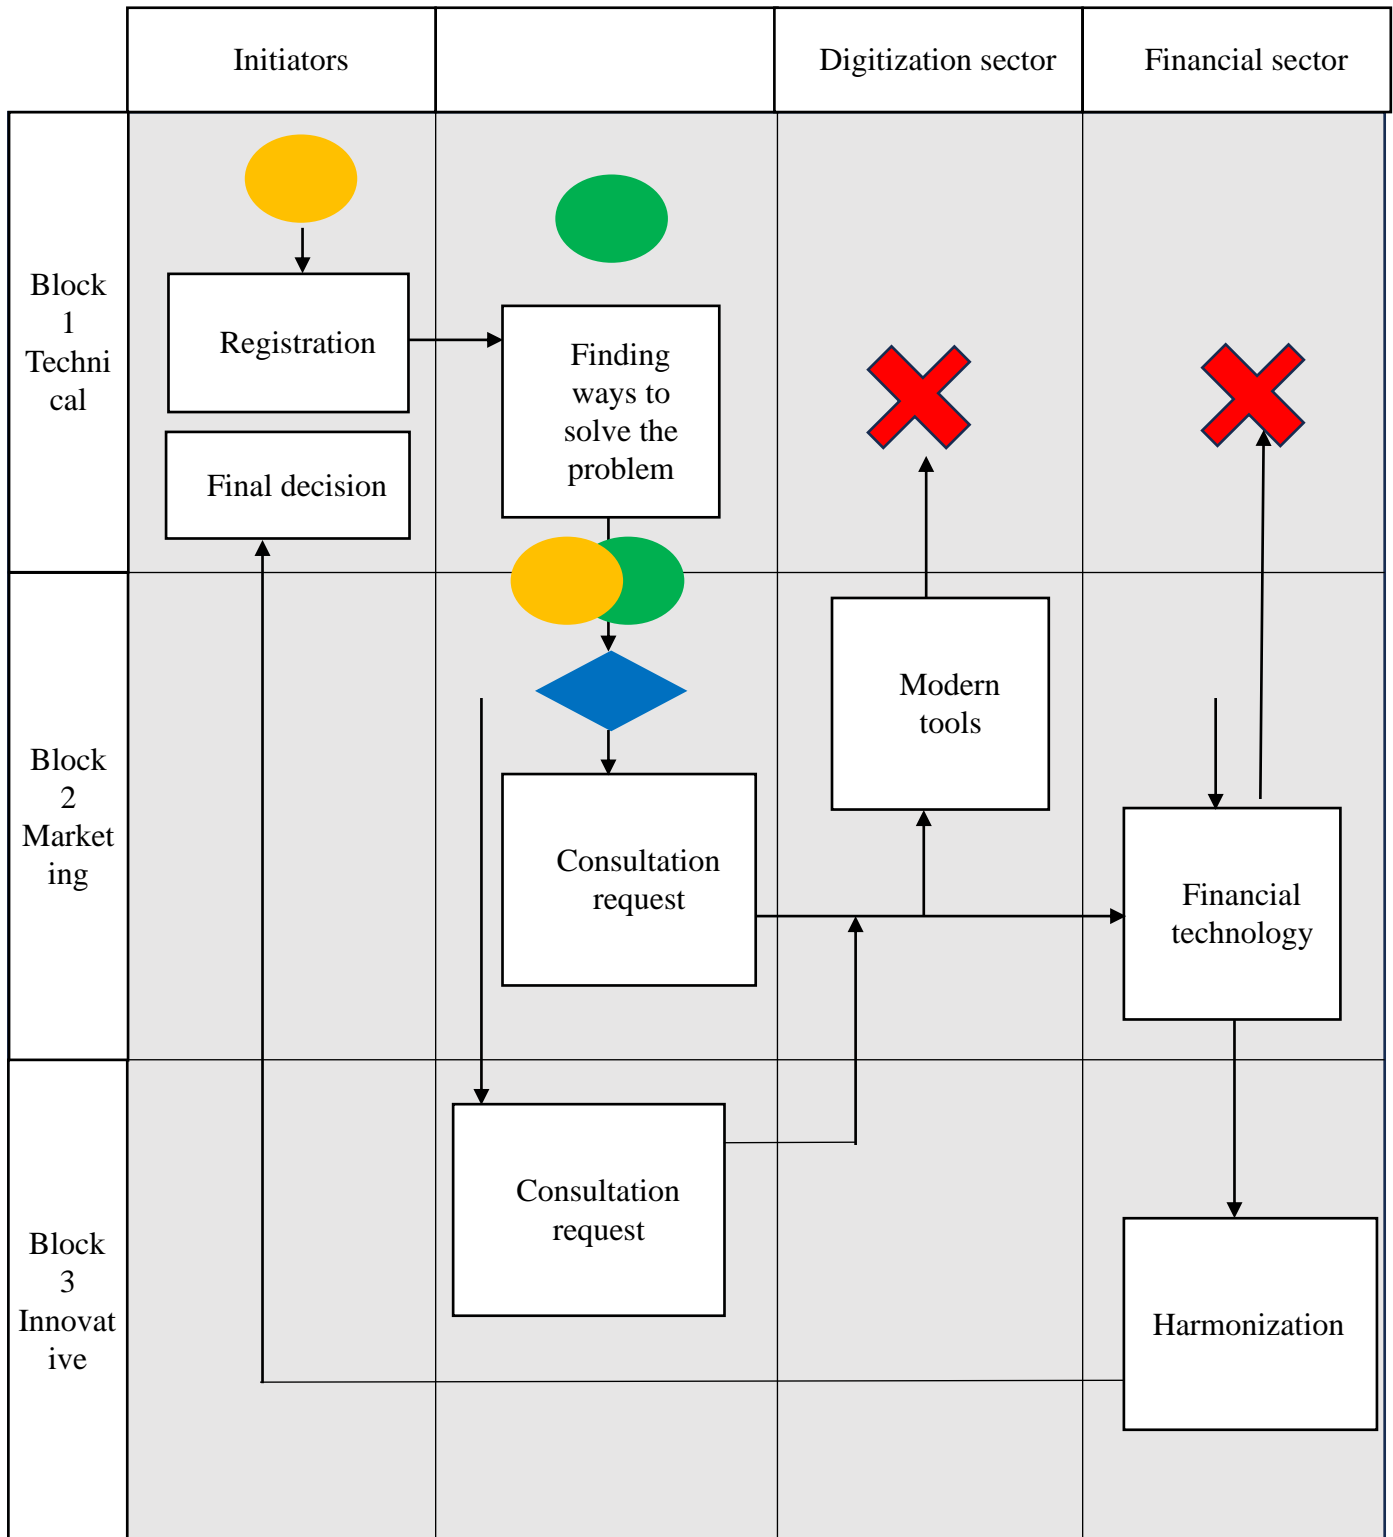 Initiators
Digitization sector
Financial sector
Block
1
Techni
cal
Registration
Final decision
Finding
ways to
solve the
problem
Block
2
Market
ing
Consultation
request
Modern
tools
Financial
technology
Block
3
Innovat
ive
Consultation
request
Harmonization